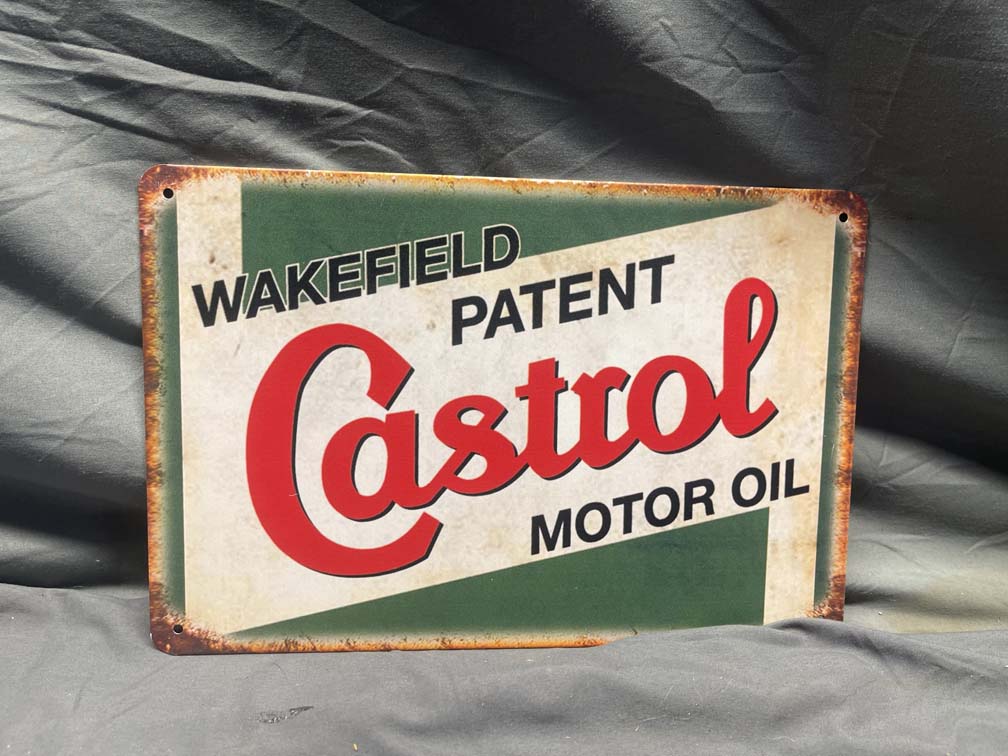 WAKEFIELD
PATENT
Castrol
MOTOR OIL